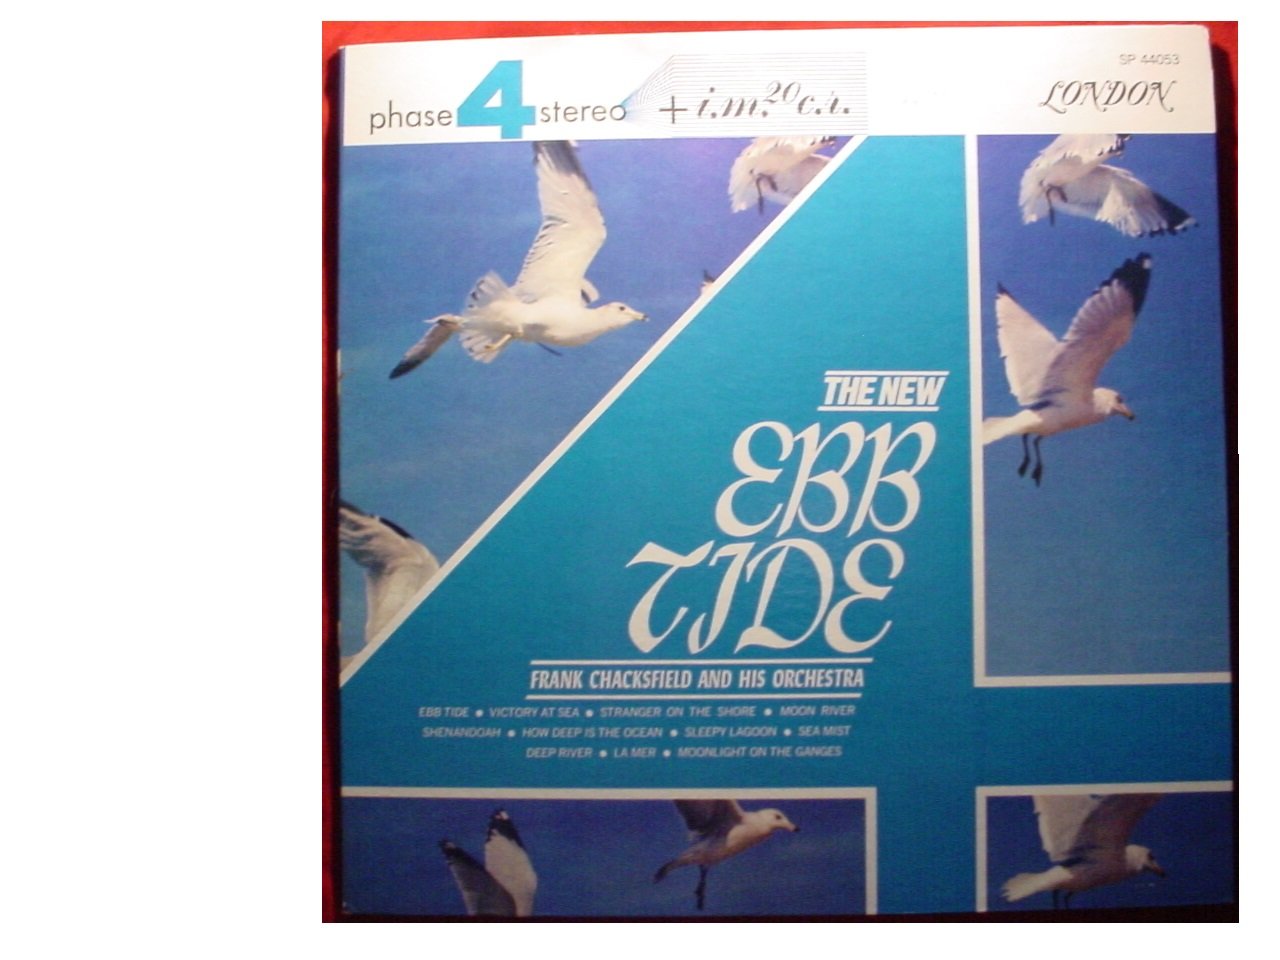 SP 44053
phase 4 stereo + i.m. 20 c.r.
LONDON
THE NEW
EBB
TIDE
FRANK CHACKSFIELD AND HIS ORCHESTRA
EBB TIDE • VICTORY AT SEA • STRANGER ON THE SHORE • MOON RIVER
SHENANDOAH • HOW DEEP IS THE OCEAN • SLEEPY LAGOON • SEA MIST
DEEP RIVER • LA MER • MOONLIGHT ON THE GANGES